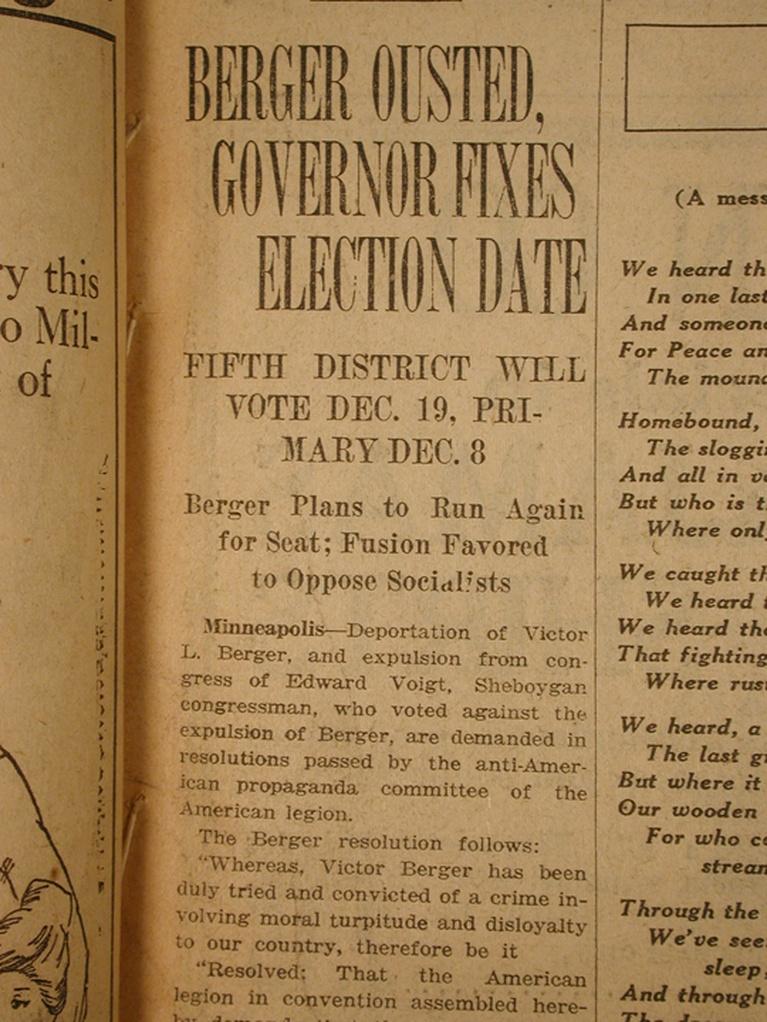 ry this
o Mil-
of
BERGER OUSTED,
GOVERNOR FIXES
ELECTION DATE
FIFTH DISTRICT WILL
VOTE DEC. 19, PRI-
MARY DEC. 8
Berger Plans to Run Again
for Seat; Fusion Favored
to Oppose Socialists
Minneapolis—Deportation of Victor
L. Berger, and expulsion from con-
gress of Edward Voigt, Sheboygan
congressman, who voted against the
expulsion of Berger, are demanded in
resolutions passed by the anti-Amer-
ican propaganda committee of the
American legion.
The Berger resolution follows:
"Whereas, Victor Berger has been
duly tried and convicted of a crime in-
volving moral turpitude and disloyalty
to our country, therefore be it
"Resolved: That the American
legion in convention assembled here-
(A mess
We heard th
In one last
And someone
For Peace an
The mound
Homebound,
The sloggi
And all in v
But who is t
Where only
We caught th
We heard
We heard the
That fighting
Where rus
We heard, a
The last g
But where it
Our wooden
For who c
strean
Through the
We've see
sleep,
And through